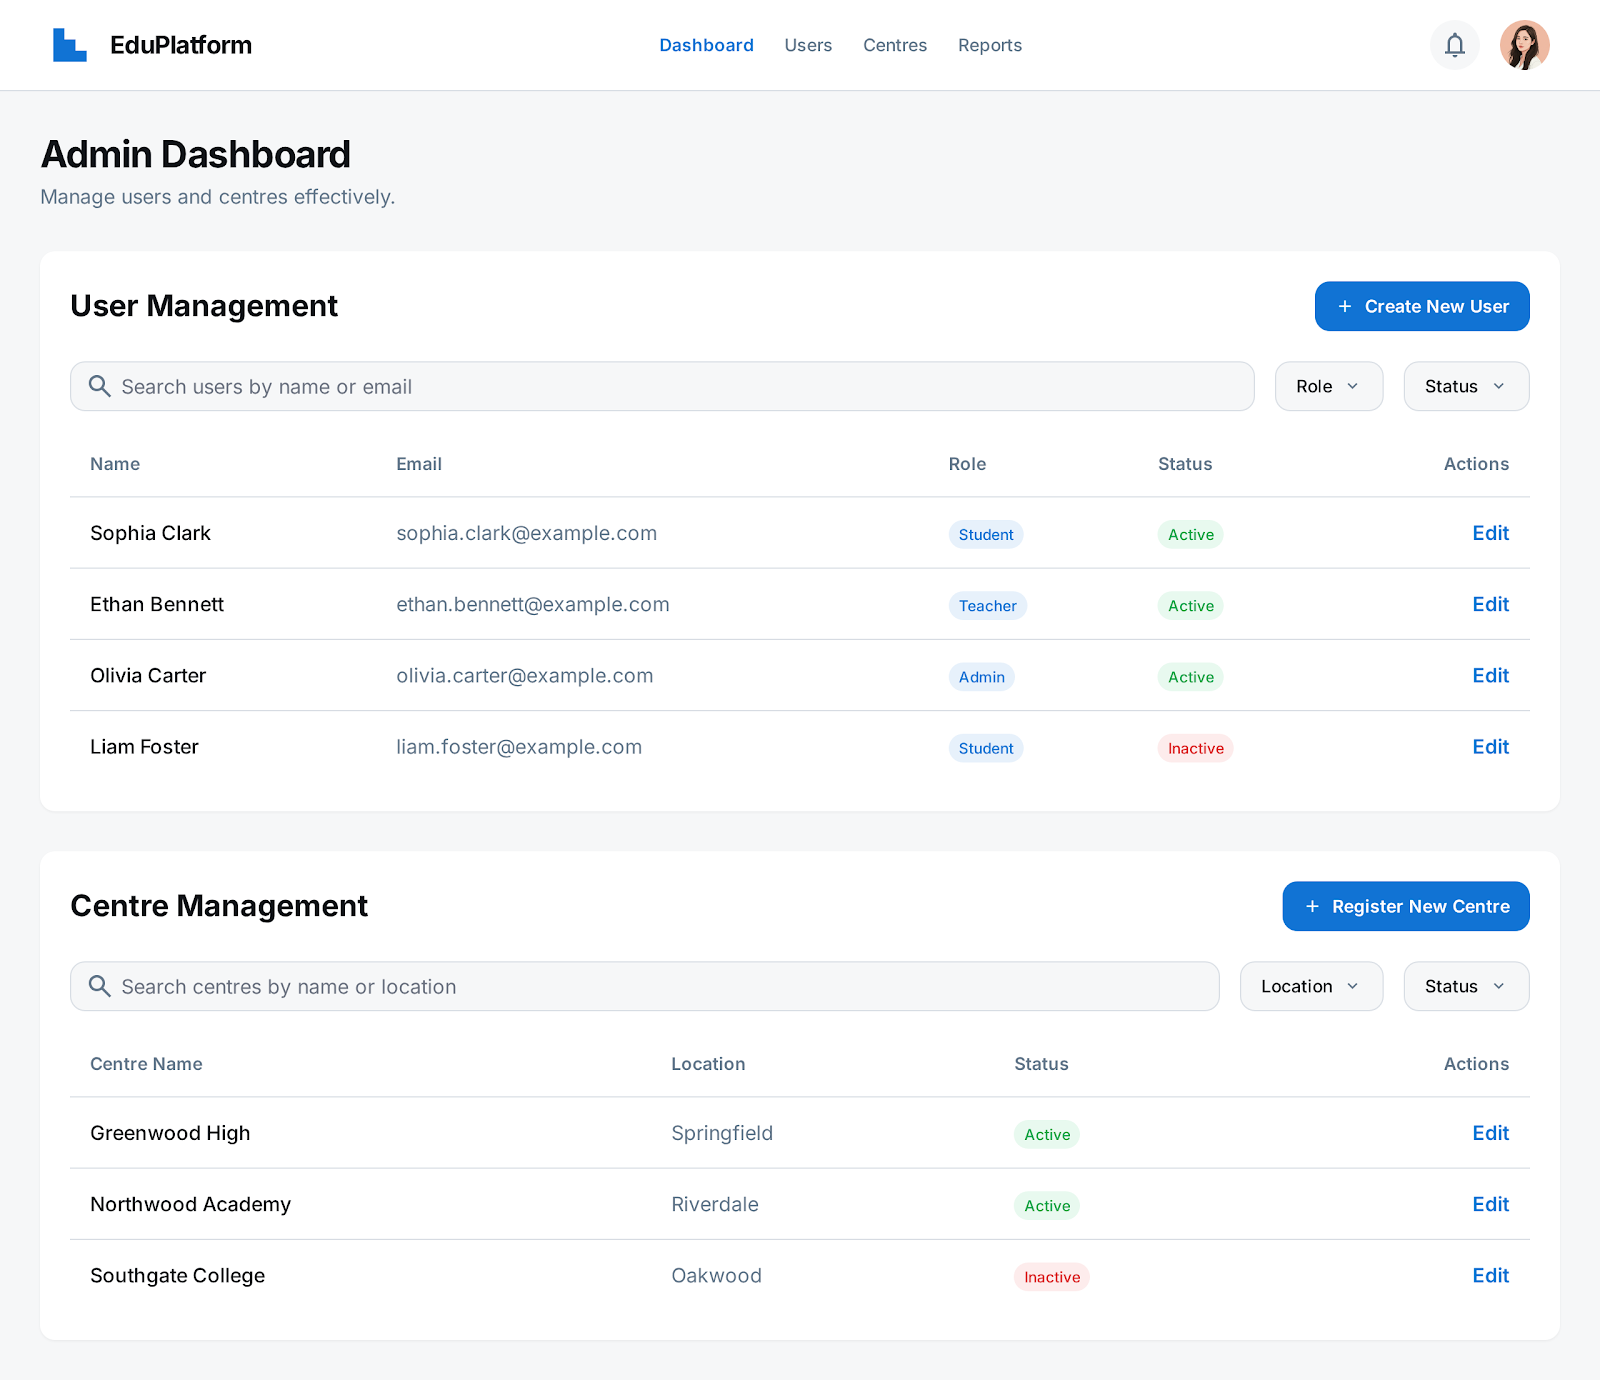 EduPlatform
Dashboard Users Centres Reports
Admin Dashboard
Manage users and centres effectively.
User Management
+ Create New User
Search users by name or email
Role
Status
Name Email Role Status Actions
Sophia Clark sophia.clark@example.com Student Active Edit
Ethan Bennett ethan.bennett@example.com Teacher Active Edit
Olivia Carter olivia.carter@example.com Admin Active Edit
Liam Foster liam.foster@example.com Student Inactive Edit
Centre Management
+ Register New Centre
Search centres by name or location
Location
Status
Centre Name Location Status Actions
Greenwood High Springfield Active Edit
Northwood Academy Riverdale Active Edit
Southgate College Oakwood Inactive Edit